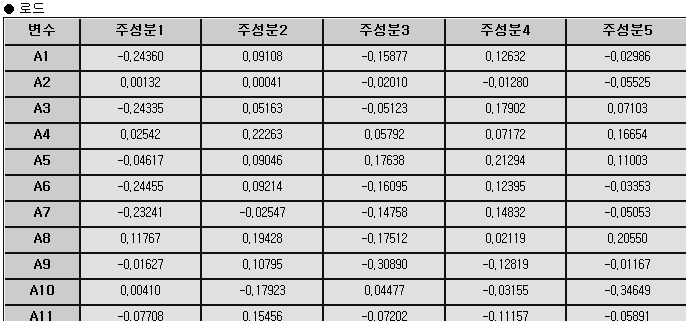 ● 로드
변수 주성분1 주성분2 주성분3 주성분4 주성분5
A1 -0,24360 0,09108 -0,15877 0,12632 -0,02986
A2 0,00132 0,00041 -0,02010 -0,01280 -0,05525
A3 -0,24335 0,05163 -0,05123 0,17902 0,07103
A4 0,02542 0,22263 0,05792 0,07172 0,16654
A5 -0,04617 0,09046 0,17638 0,21294 0,11003
A6 -0,24455 0,09214 -0,16095 0,12395 -0,03353
A7 -0,23241 -0,02547 -0,14758 0,14832 -0,05053
A8 0,11767 0,19428 -0,17512 0,02119 0,20550
A9 -0,01627 0,10795 -0,30890 -0,12819 -0,01167
A10 0,00410 -0,17923 0,04477 -0,03155 -0,34649
A11 -0,07708 0,15456 -0,07202 -0,11157 -0,05891